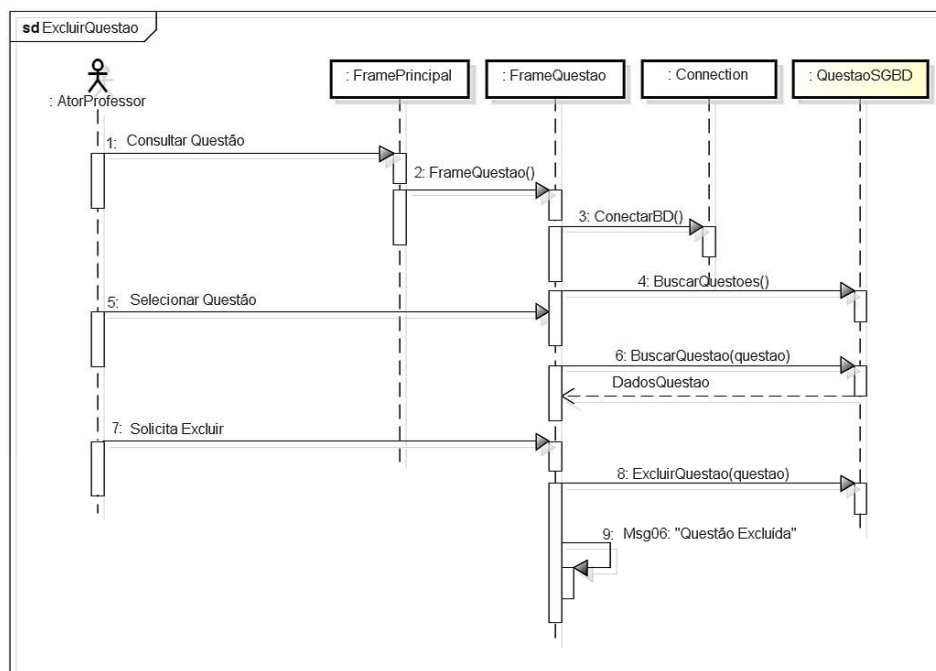 sd ExcluirQuestao
: AtorProfessor
: FramePrincipal
: FrameQuestao
: Connection
: QuestaoSGBD
1: Consultar Questão
2: FrameQuestao()
3: ConectarBD()
4: BuscarQuestoes()
5: Selecionar Questão
6: BuscarQuestao(questao)
DadosQuestao
7: Solicita Excluir
8: ExcluirQuestao(questao)
9: Msg06: "Questão Excluída"